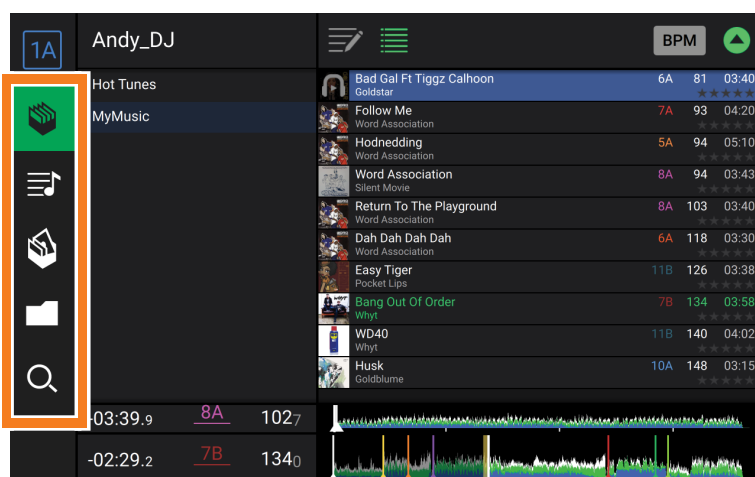 1A
Andy_DJ
BPM
Hot Tunes
MyMusic
Bad Gal Ft Tiggz Calhoon 6A 81 03:40
Goldstar
Follow Me 7A 93 04:20
Word Association
Hodnedding 5A 94 05:10
Word Association
Word Association 8A 94 03:43
Silent Movie
Return To The Playground 8A 103 03:40
Word Association
Dah Dah Dah Dah 6A 118 03:30
Word Association
Easy Tiger 11B 126 03:38
Pocket Lips
Bang Out Of Order 7B 134 03:58
Whyt
WD40 11B 140 04:02
Whyt
Husk 10A 148 03:15
Goldblume
-03:39.9 8A 1027
-02:29.2 7B 1340